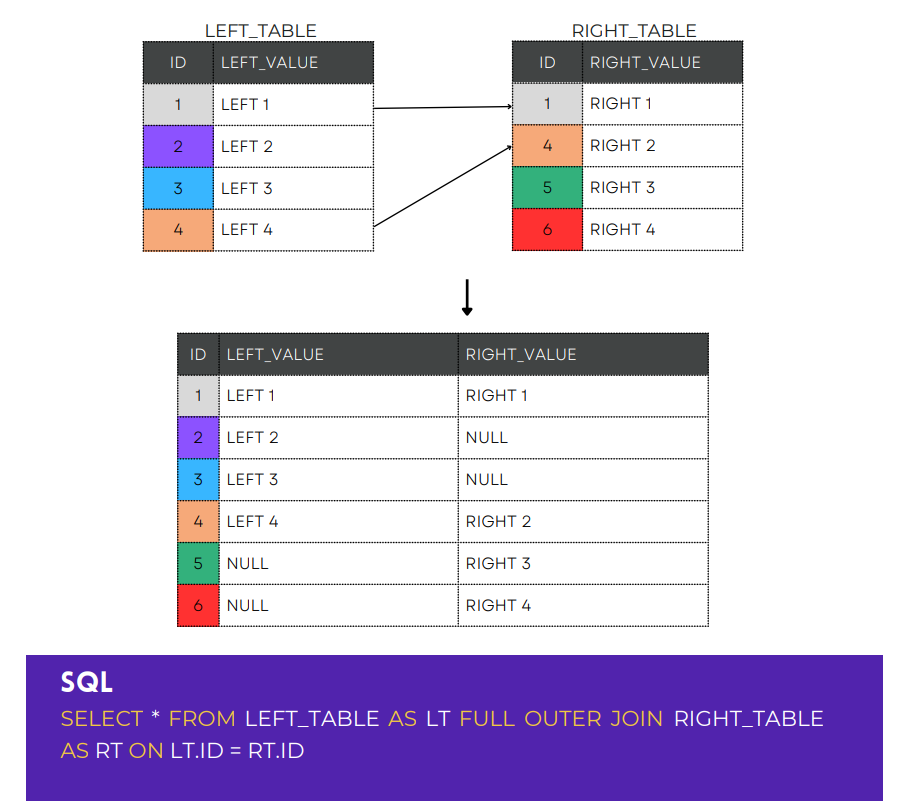 LEFT_TABLE
RIGHT_TABLE
ID LEFT_VALUE
1 LEFT 1
2 LEFT 2
3 LEFT 3
4 LEFT 4
ID RIGHT_VALUE
1 RIGHT 1
4 RIGHT 2
5 RIGHT 3
6 RIGHT 4
ID LEFT_VALUE RIGHT_VALUE
1 LEFT 1 RIGHT 1
2 LEFT 2 NULL
3 LEFT 3 NULL
4 LEFT 4 RIGHT 2
5 NULL RIGHT 3
6 NULL RIGHT 4
SQL
SELECT * FROM LEFT_TABLE AS LT FULL OUTER JOIN RIGHT_TABLE
AS RT ON LT.ID = RT.ID